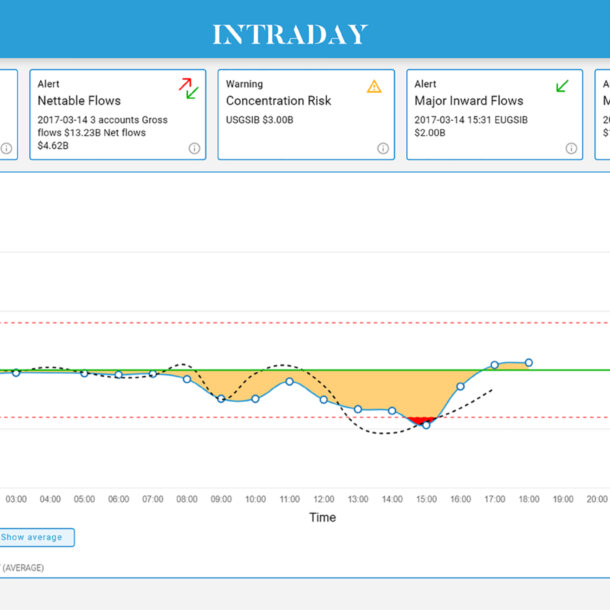 INTRADAY
Alert
Nettable Flows
2017-03-14 3 accounts Gross
flows $13.23B Net flows
$4.62B
Warning
Concentration Risk
USGSIB $3.00B
Alert
Major Inward Flows
2017-03-14 15:31 EUGSIB
$2.00B
03:00 04:00 05:00 06:00 07:00 08:00 09:00 10:00 11:00 12:00 13:00 14:00 15:00 16:00 17:00 18:00 19:00 20:00
Time
Show average
(AVERAGE)